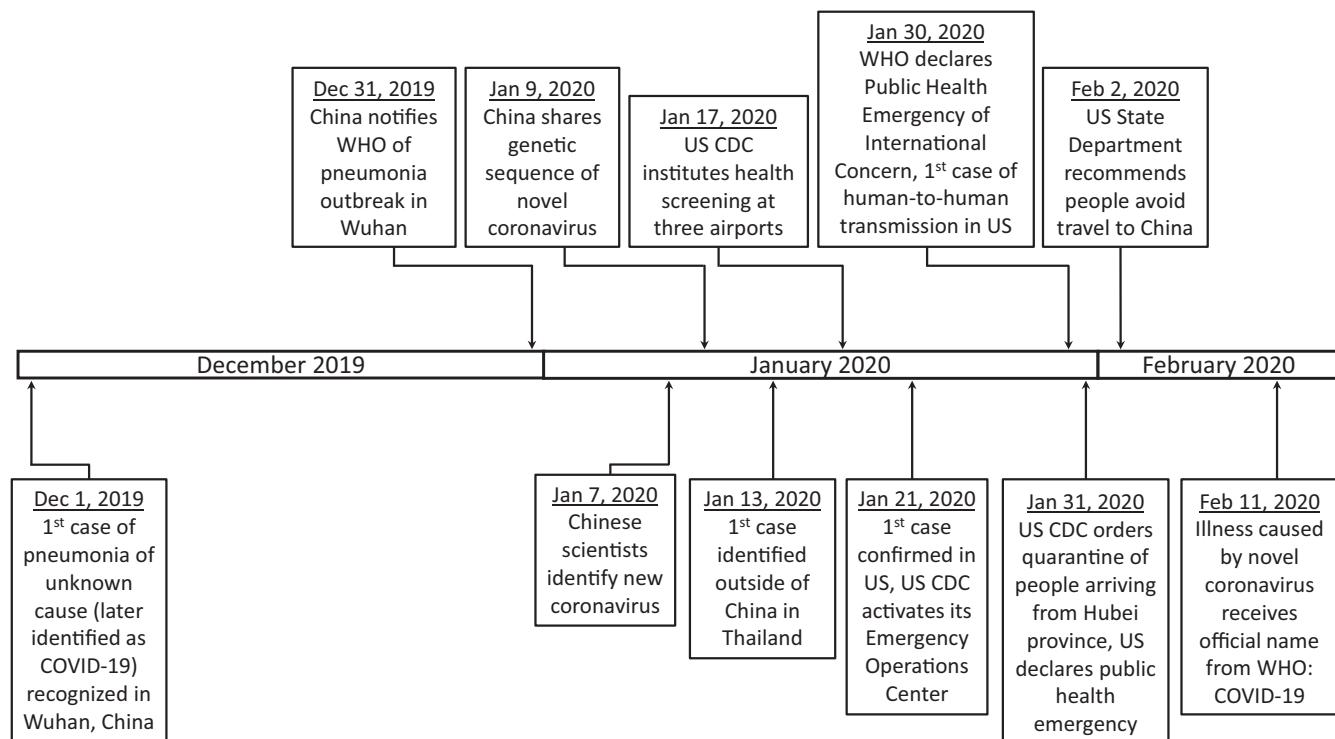 Dec 31, 2019
China notifies
WHO of
pneumonia
outbreak in
Wuhan
Jan 9, 2020
China shares
genetic
sequence of
novel
coronavirus
Jan 17, 2020
US CDC
institutes health
screening at
three airports
Jan 30, 2020
WHO declares
Public Health
Emergency of
International
Concern, 1st case of
human-to-human
transmission in US
Feb 2, 2020
US State
Department
recommends
people avoid
travel to China
December 2019
January 2020
February 2020
Dec 1, 2019
1st case of
pneumonia of
unknown
cause (later
identified as
COVID-19)
recognized in
Wuhan, China
Jan 7, 2020
Chinese
scientists
identify new
coronavirus
Jan 13, 2020
1st case
identified
outside of
China in
Thailand
Jan 21, 2020
1st case
confirmed in
US, US CDC
activates its
Emergency
Operations
Center
Jan 31, 2020
US CDC orders
quarantine of
people arriving
from Hubei
province, US
declares public
health
emergency
Feb 11, 2020
Illness caused
by novel
coronavirus
receives
official name
from WHO:
COVID-19